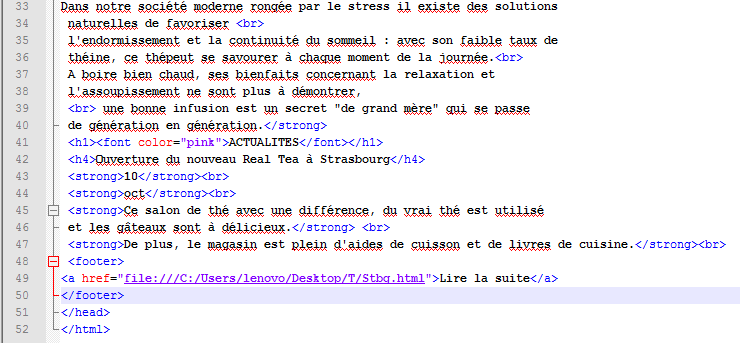 33 Dans notre société moderne rongée par le stress il existe des solutions
34 naturelles de favoriser <br>
35 l'endormissement et la continuité du sommeil : avec son faible taux de
36 théine, ce thépeut se savourer à chaque moment de la journée.<br>
37 A boire bien chaud, ses bienfaits concernant la relaxation et
38 l'assoupissement ne sont plus à démontrer,
39 <br> une bonne infusion est un secret "de grand mère" qui se passe
40 de génération en génération.</strong>
41 <h1><font color="pink">ACTUALITES</font></h1>
42 <h4>Ouverture du nouveau Real Tea à Strasbourg</h4>
43 <strong>10</strong><br>
44 <strong>oct</strong><br>
45 <strong>Ce salon de thé avec une différence, du vrai thé est utilisé
46 et les gâteaux sont à délicieux.</strong> <br>
47 <strong>De plus, le magasin est plein d'aides de cuisson et de livres de cuisine.</strong><br>
48 <footer>
49 <a href="file:///C:/Users/lenovo/Desktop/T/Stbg.html">Lire la suite</a>
50 </footer>
51 </head>
52 </html>